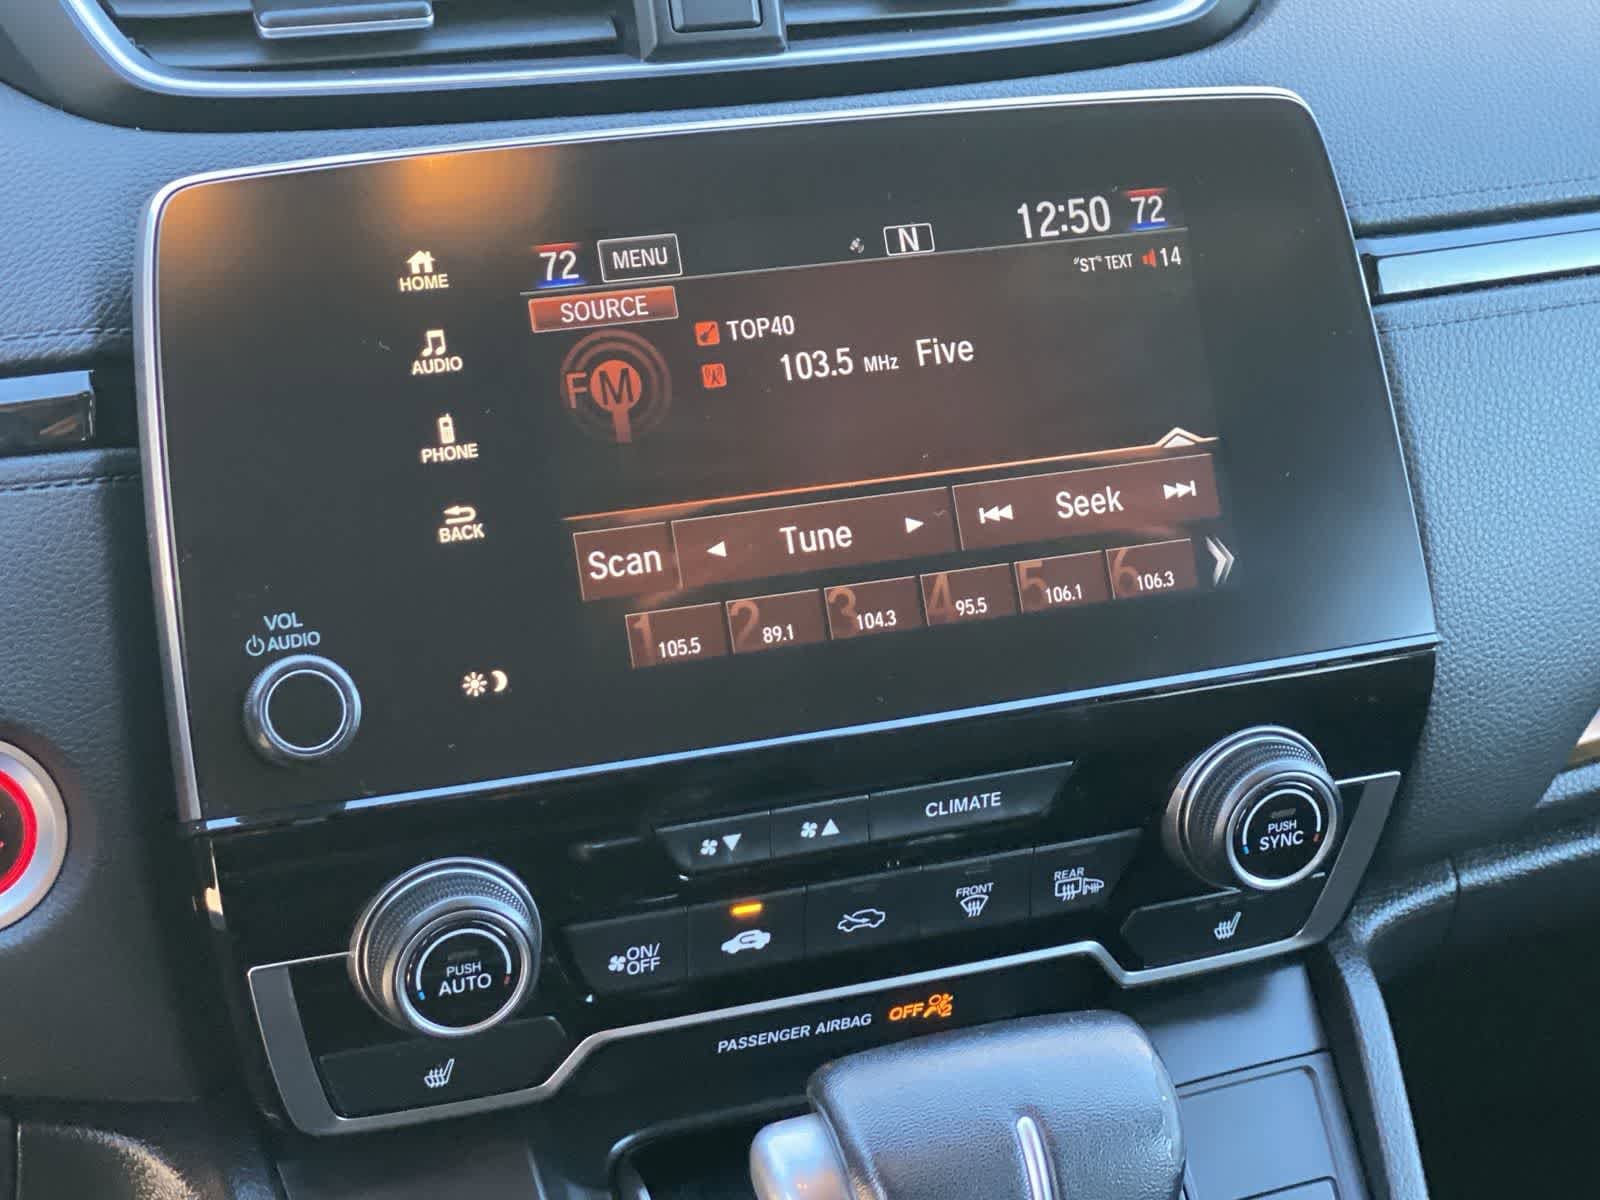 12:50 72
72 MENU N
HOME
"ST" TEXT 14
SOURCE
TOP40
AUDIO
FM 103.5 MHz Five
PHONE
BACK
Scan Tune Seek
1 105.5 2 89.1 3 104.3 4 95.5 5 106.1 6 106.3
VOL
AUDIO
CLIMATE
PUSH
SYNC
FRONT
REAR
ON/
OFF
PUSH
AUTO
PASSENGER AIRBAG OFF 2